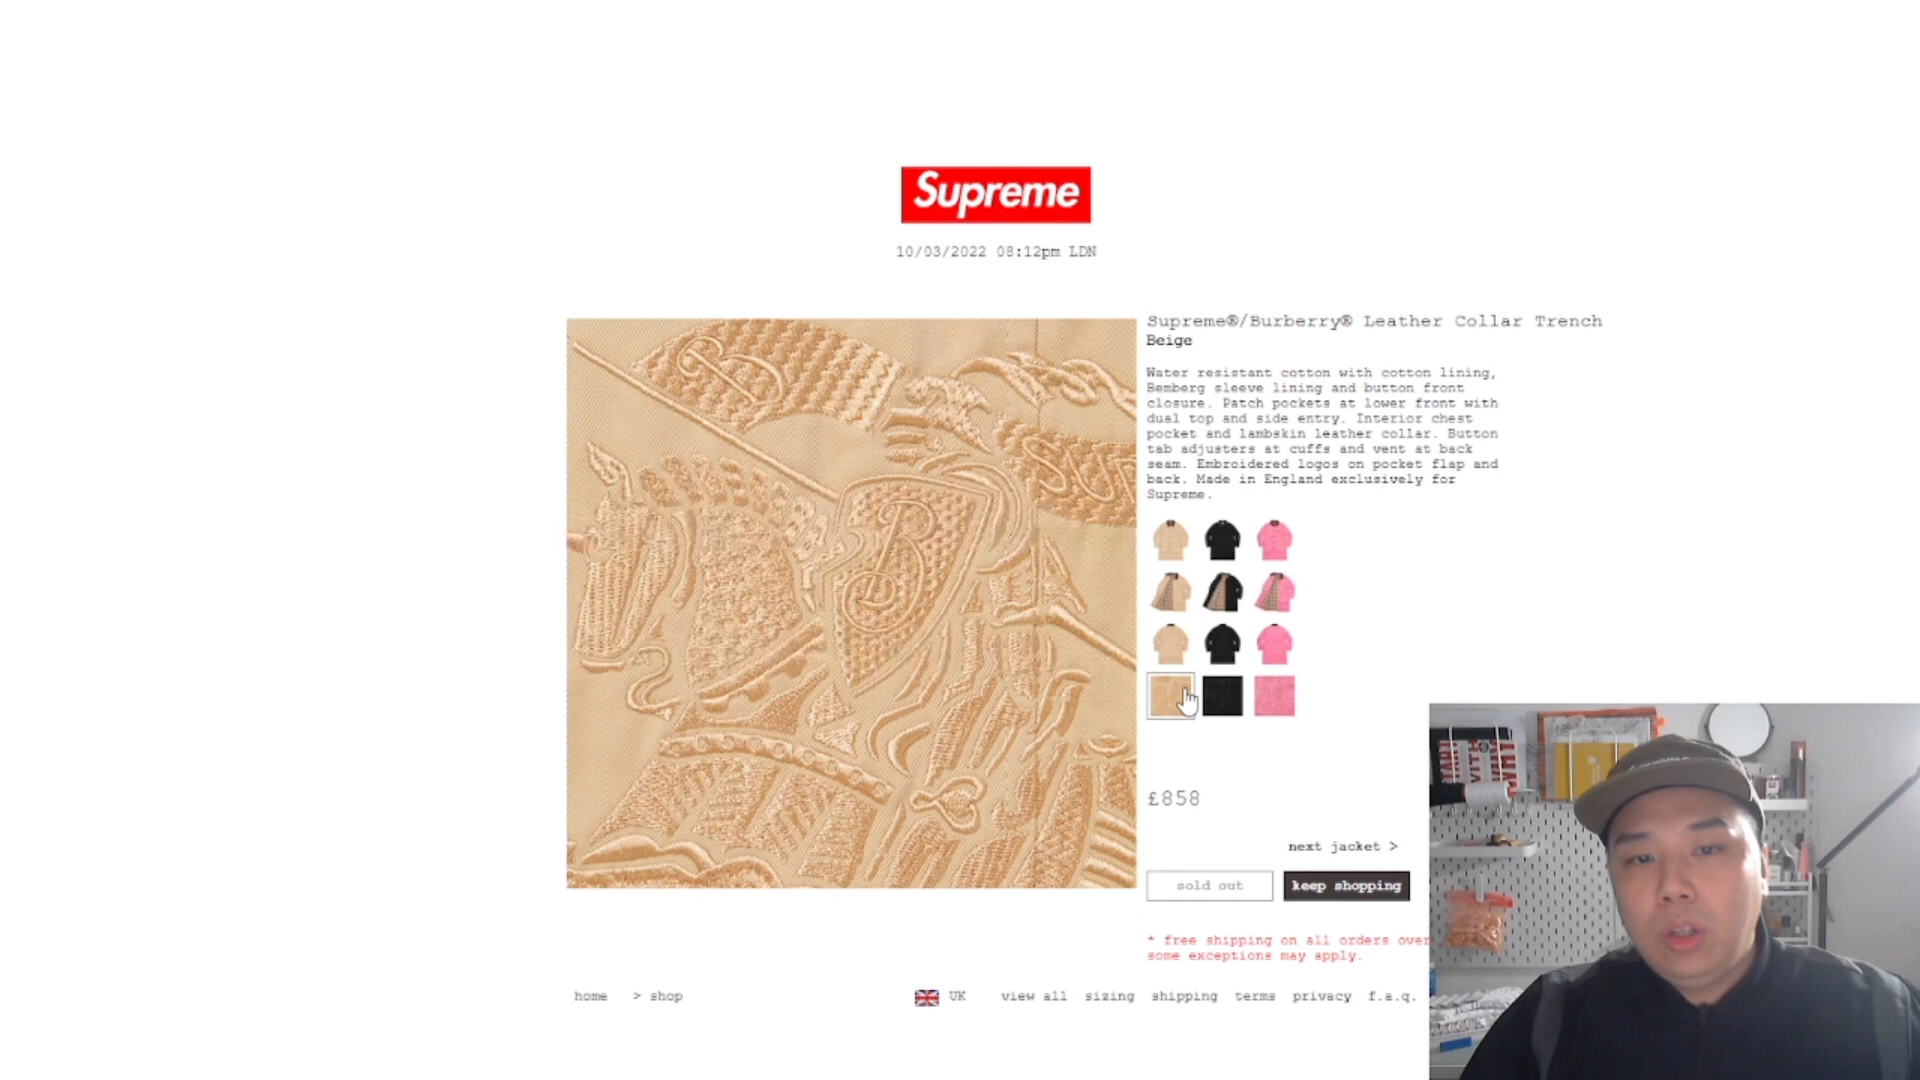 Supreme
10/03/2022 08:12pm LDN
Supreme®/Burberry® Leather Collar Trench
Beige
Water resistant cotton with cotton lining,
Bemberg sleeve lining and button front
closure. Patch pockets at lower front with
dual top and side entry. Interior chest
pocket and lambskin leather collar. Button
tab adjusters at cuffs and vent at back
seam. Embroidered logos on pocket flap and
back. Made in England exclusively for
Supreme.
B
B
SUP
£858
next jacket >
sold out
keep shopping
* free shipping on all orders over
some exceptions may apply.
home > shop
UK view all sizing shipping terms privacy f.a.q.